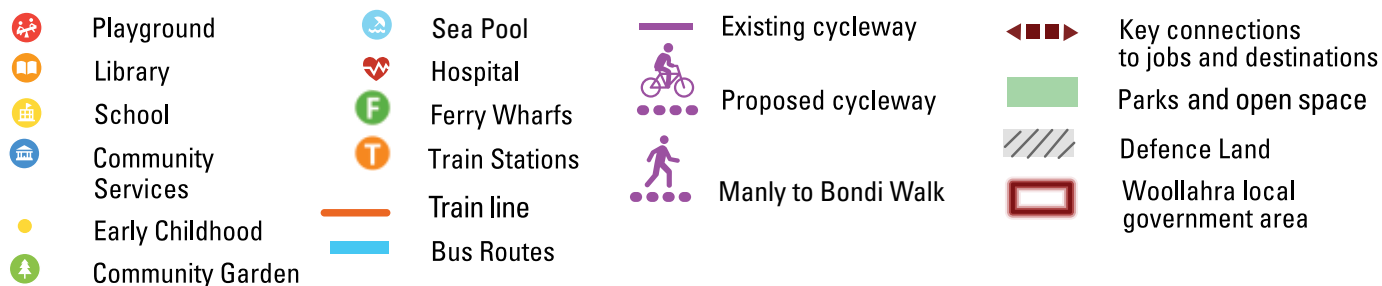 Playground
Library
School
Community
Services
Early Childhood
Community Garden
Sea Pool
Hospital
F
Ferry Wharfs
T
Train Stations
Train line
Bus Routes
Existing cycleway
Proposed cycleway
Manly to Bondi Walk
Key connections
to jobs and destinations
Parks and open space
Defence Land
Woollahra local
government area